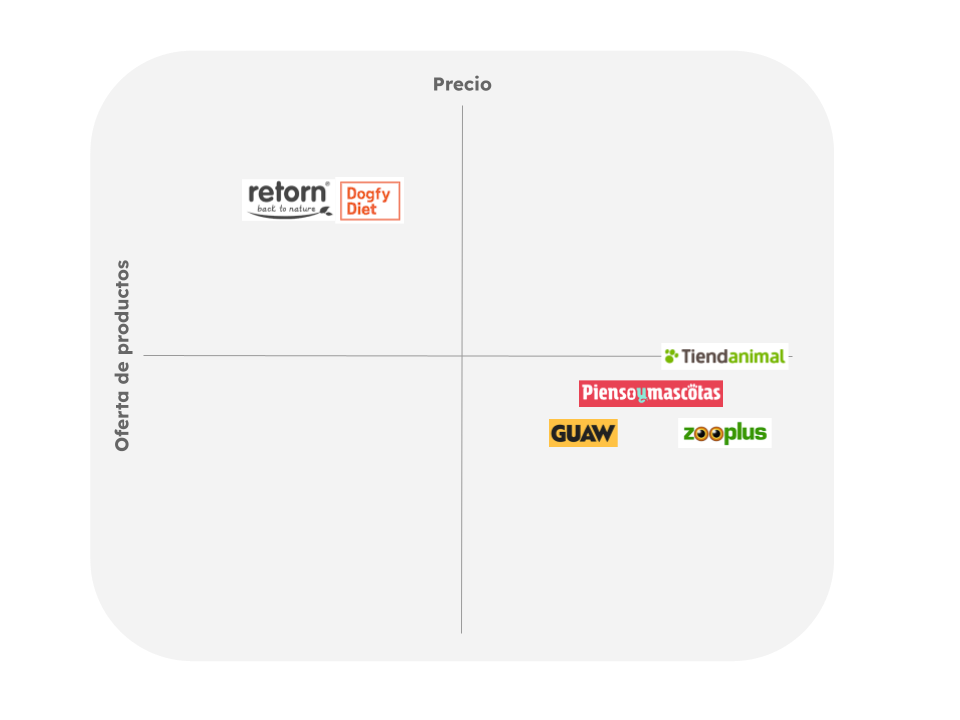 Precio
retorn®
back to nature
Dogfy
Diet
Oferta de productos
Tiendanimal
Piensoymascotas
GUAW
zooplus